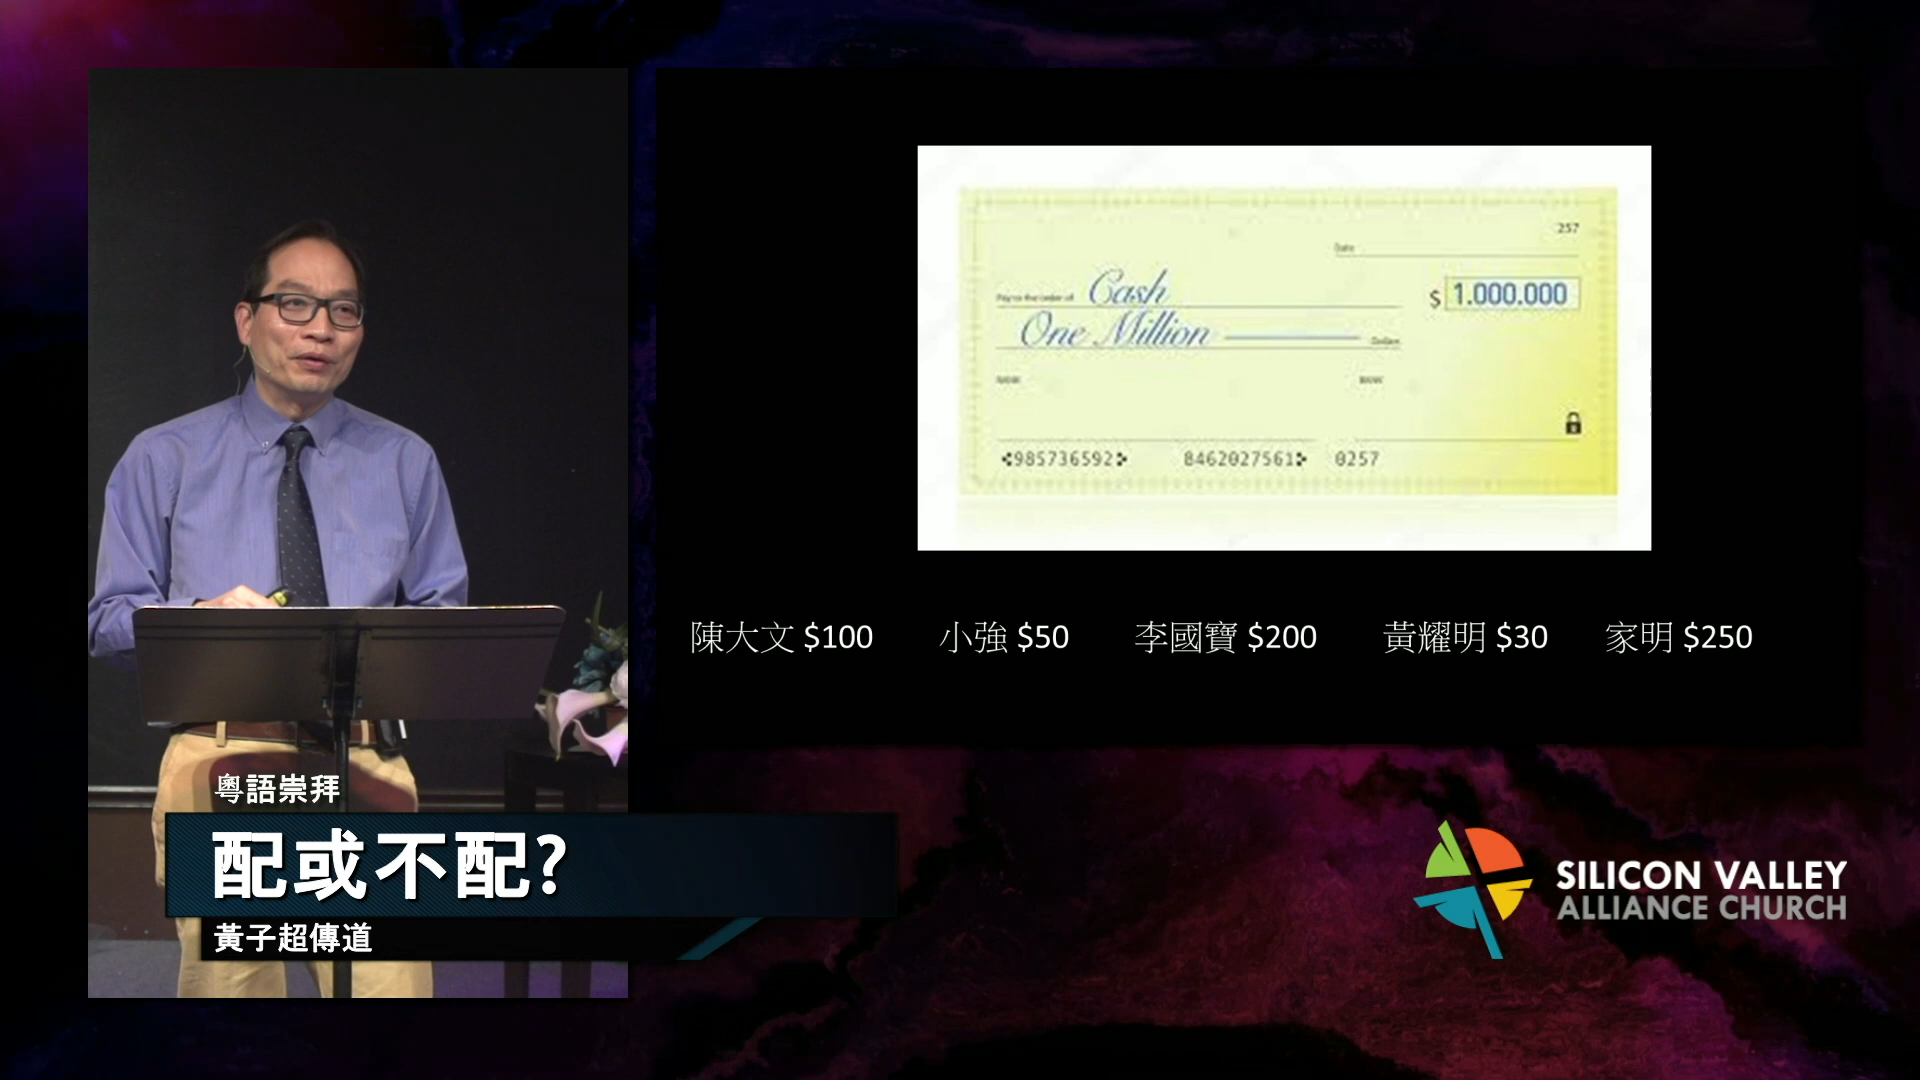 257
Date
Pay to the order of Cash
$ 1.000.000
One Million
Dollars
985736592
8462027561
0257
陳大文 $100
小強 $50
李國寶 $200
黃耀明 $30
家明 $250
粵語崇拜
配或不配?
黃子超傳道
SILICON VALLEY
ALLIANCE CHURCH